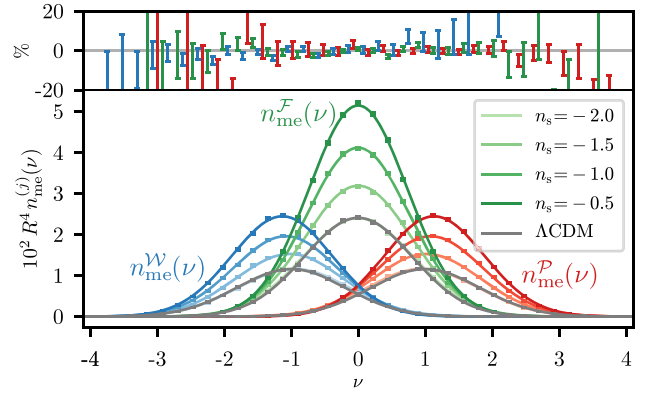 20
0
-20
%
n_me^F(ν)
n_me^W(ν)
n_me^P(ν)
n_s = − 2.0
n_s = − 1.5
n_s = − 1.0
n_s = − 0.5
ΛCDM
5
4
3
2
1
0
10² R⁴ n_me^(j)(ν)
-4 -3 -2 -1 0 1 2 3 4
ν